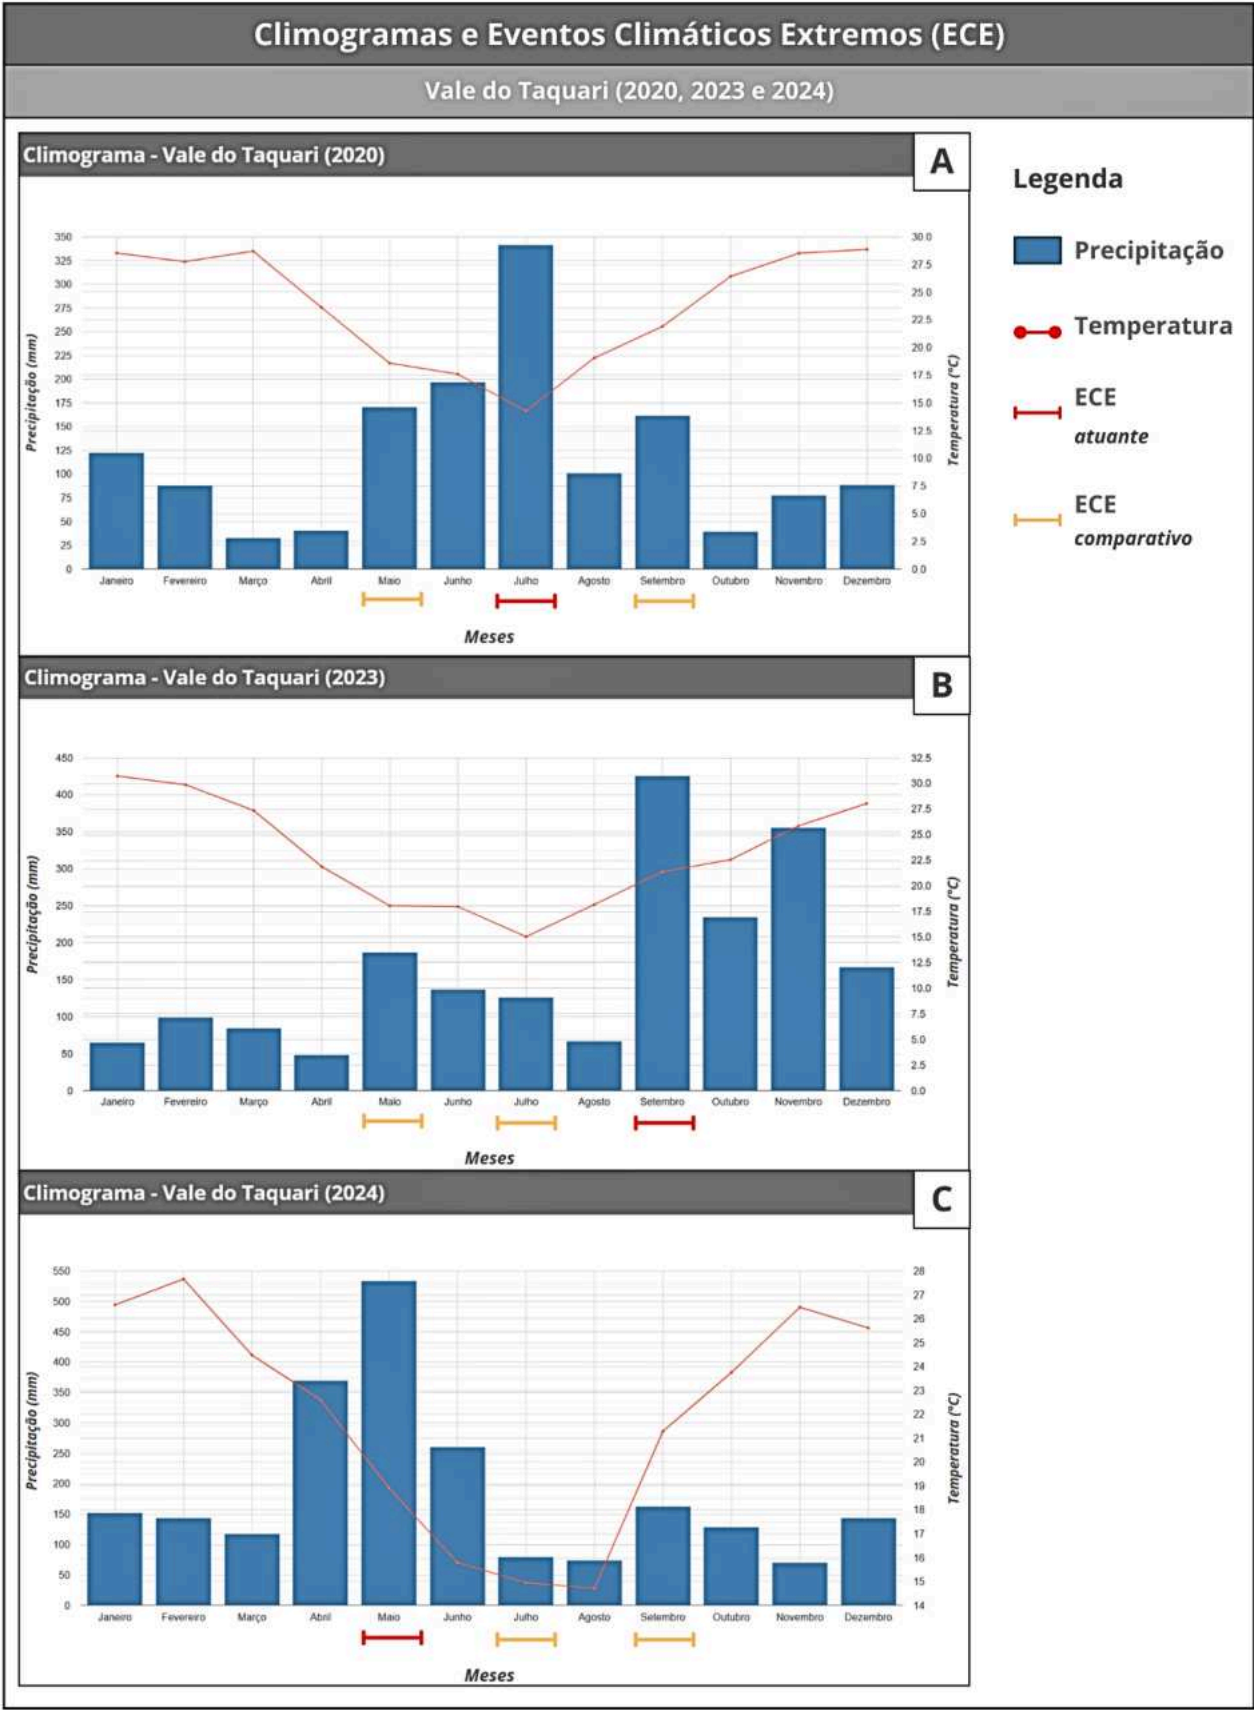 Climogramas e Eventos Climáticos Extremos (ECE)
Vale do Taquari (2020, 2023 e 2024)
Climograma - Vale do Taquari (2020)
A
Legenda
Precipitação
Temperatura
ECE
atuante
ECE
comparativo
Precipitação (mm)
350
325
300
275
250
225
200
175
150
125
100
75
50
25
0
30.0
27.5
25.0
22.5
20.0
17.5
15.0
12.5
10.0
7.5
5.0
2.5
0.0
Temperatura (°C)
Janeiro Fevereiro Março Abril Maio Junho Julho Agosto Setembro Outubro Novembro Dezembro
Meses
Climograma - Vale do Taquari (2023)
B
Precipitação (mm)
450
400
350
300
250
200
150
100
50
0
32.5
30.0
27.5
25.0
22.5
20.0
17.5
15.0
12.5
10.0
7.5
5.0
2.5
0.0
Temperatura (°C)
Janeiro Fevereiro Março Abril Maio Junho Julho Agosto Setembro Outubro Novembro Dezembro
Meses
Climograma - Vale do Taquari (2024)
C
Precipitação (mm)
550
500
450
400
350
300
250
200
150
100
50
0
28
27
26
25
24
23
22
21
20
19
18
17
16
15
14
Temperatura (°C)
Janeiro Fevereiro Março Abril Maio Junho Julho Agosto Setembro Outubro Novembro Dezembro
Meses